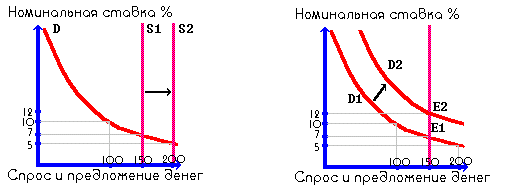 Номинальная ставка %
D
S1
S2
12
10
7
5
100
150
200
Спрос и предложение денег
Номинальная ставка %
D2
D1
E2
E1
12
10
7
5
100
150
200
Спрос и предложение денег